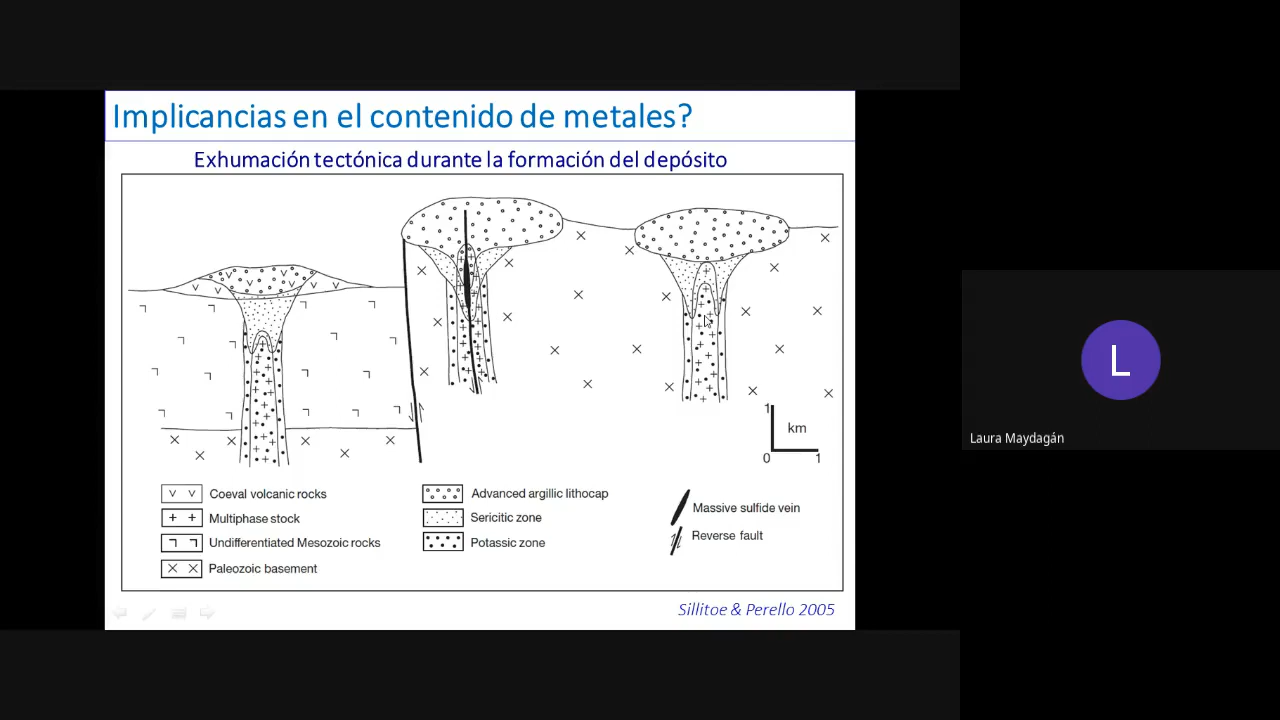 Implicancias en el contenido de metales?
Exhumación tectónica durante la formación del depósito
1
km
0 1
Coeval volcanic rocks
Multiphase stock
Undifferentiated Mesozoic rocks
Paleozoic basement
Advanced argillic lithocap
Sericitic zone
Potassic zone
Massive sulfide vein
Reverse fault
Sillitoe & Perello 2005
L
Laura Maydagán